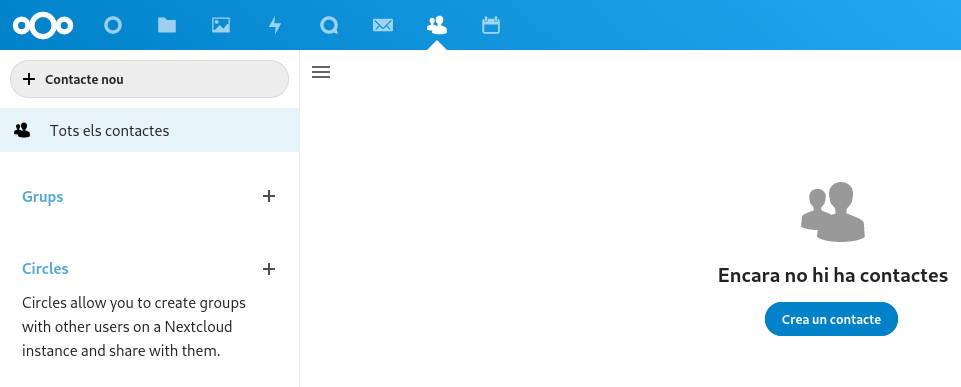 Contacte nou
Tots els contactes
Grups
Circles
Circles allow you to create groups
with other users on a Nextcloud
instance and share with them.
Encara no hi ha contactes
Crea un contacte